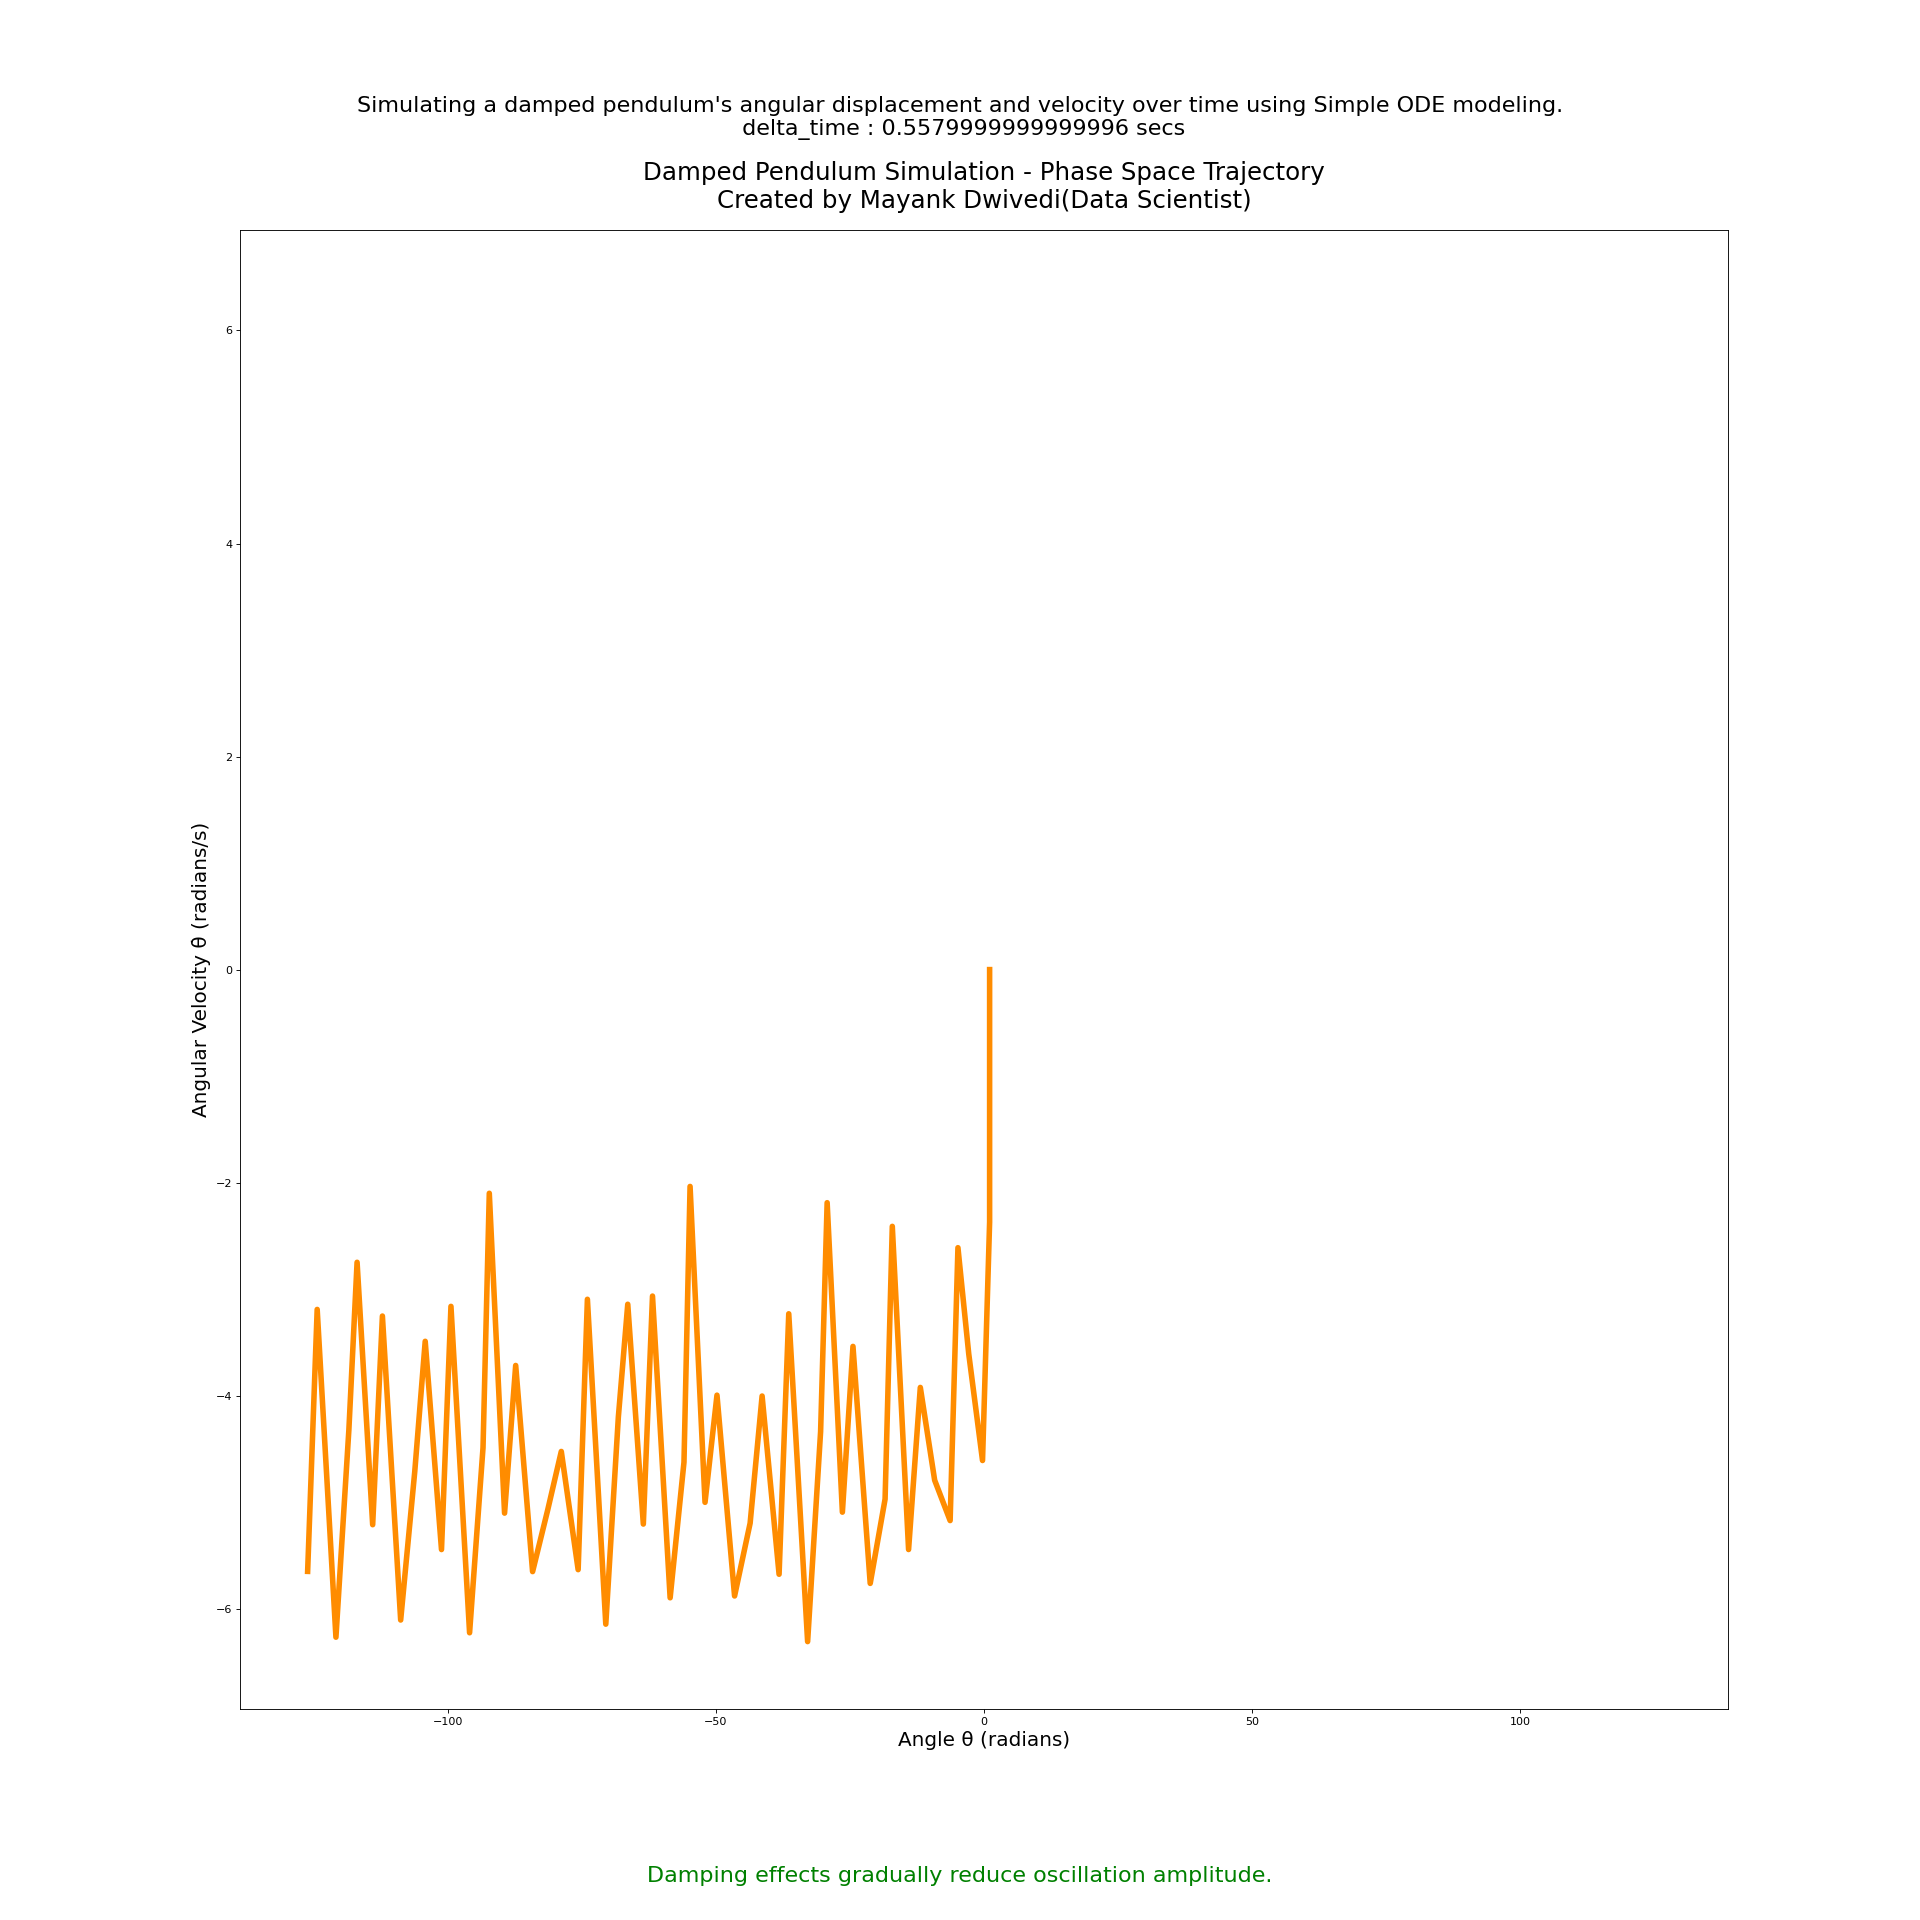 Simulating a damped pendulum's angular displacement and velocity over time using Simple ODE modeling.
delta_time : 0.5579999999999996 secs
Damped Pendulum Simulation - Phase Space Trajectory
Created by Mayank Dwivedi(Data Scientist)
6
4
2
0
−2
−4
−6
Angular Velocity θ̇ (radians/s)
−100
−50
0
50
100
Angle θ (radians)
Damping effects gradually reduce oscillation amplitude.